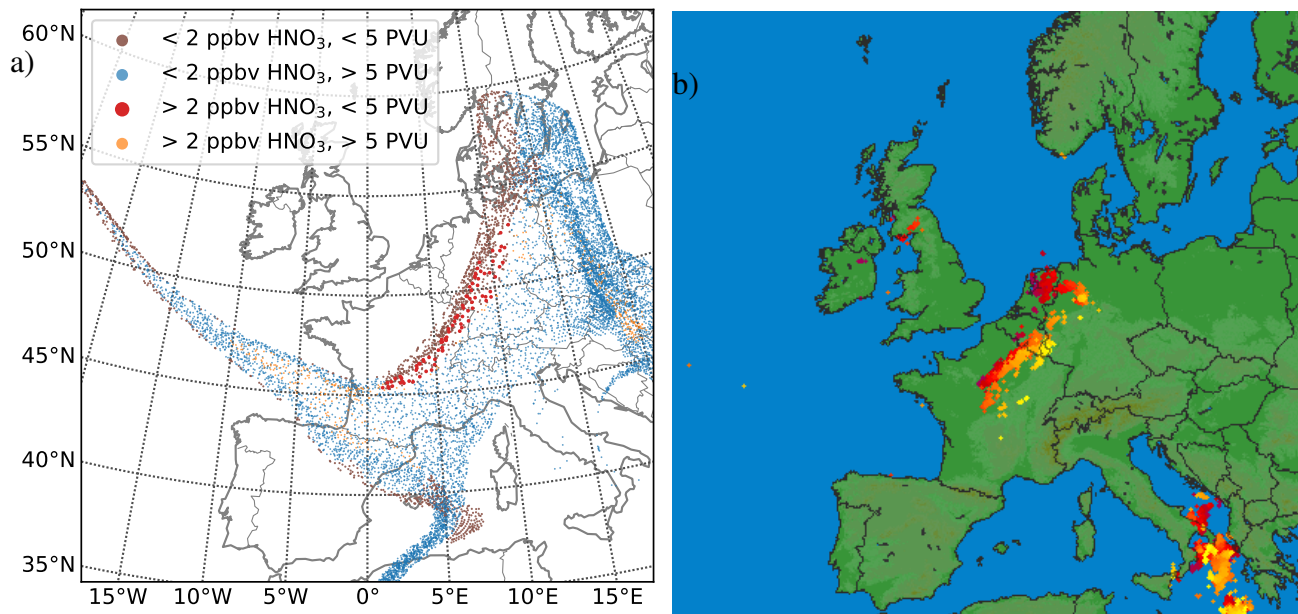 a)
60°N
55°N
50°N
45°N
40°N
35°N
< 2 ppbv HNO₃, < 5 PVU
< 2 ppbv HNO₃, > 5 PVU
> 2 ppbv HNO₃, < 5 PVU
> 2 ppbv HNO₃, > 5 PVU
15°W 10°W 5°W 0° 5°E 10°E 15°E
b)